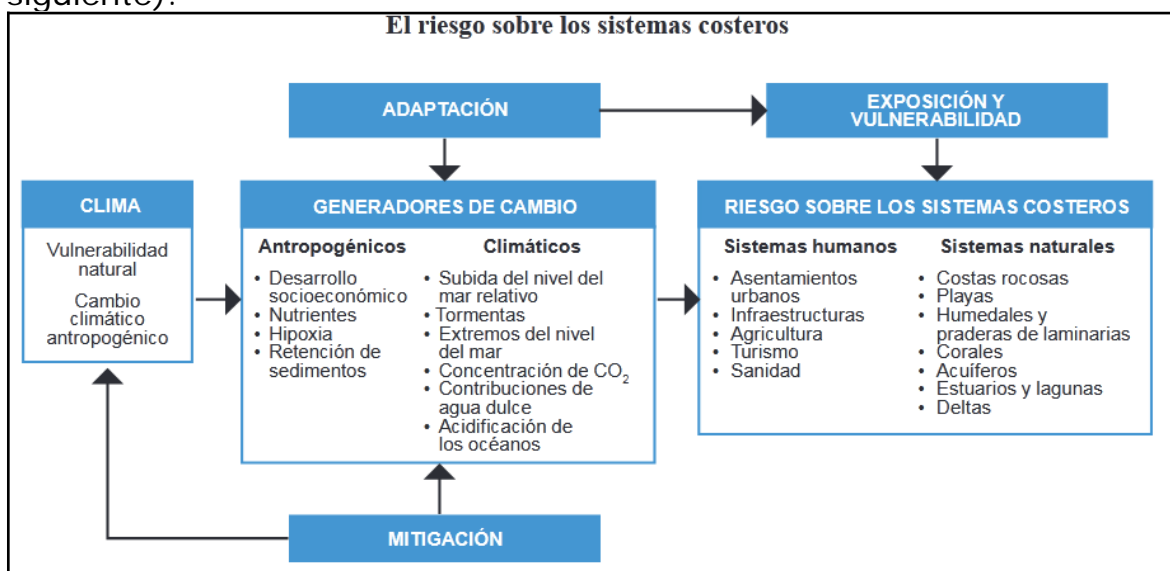 siguiente):
El riesgo sobre los sistemas costeros
ADAPTACIÓN
EXPOSICIÓN Y
VULNERABILIDAD
CLIMA
Vulnerabilidad
natural
Cambio
climático
antropogénico
GENERADORES DE CAMBIO
Antropogénicos
• Desarrollo
socioeconómico
• Nutrientes
• Hipoxia
• Retención de
sedimentos
Climáticos
• Subida del nivel del
mar relativo
• Tormentas
• Extremos del nivel
del mar
• Concentración de CO₂
• Contribuciones de
agua dulce
• Acidificación de
los océanos
RIESGO SOBRE LOS SISTEMAS COSTEROS
Sistemas humanos
• Asentamientos
urbanos
• Infraestructuras
• Agricultura
• Turismo
• Sanidad
Sistemas naturales
• Costas rocosas
• Playas
• Humedales y
praderas de laminarias
• Corales
• Acuíferos
• Estuarios y lagunas
• Deltas
MITIGACIÓN